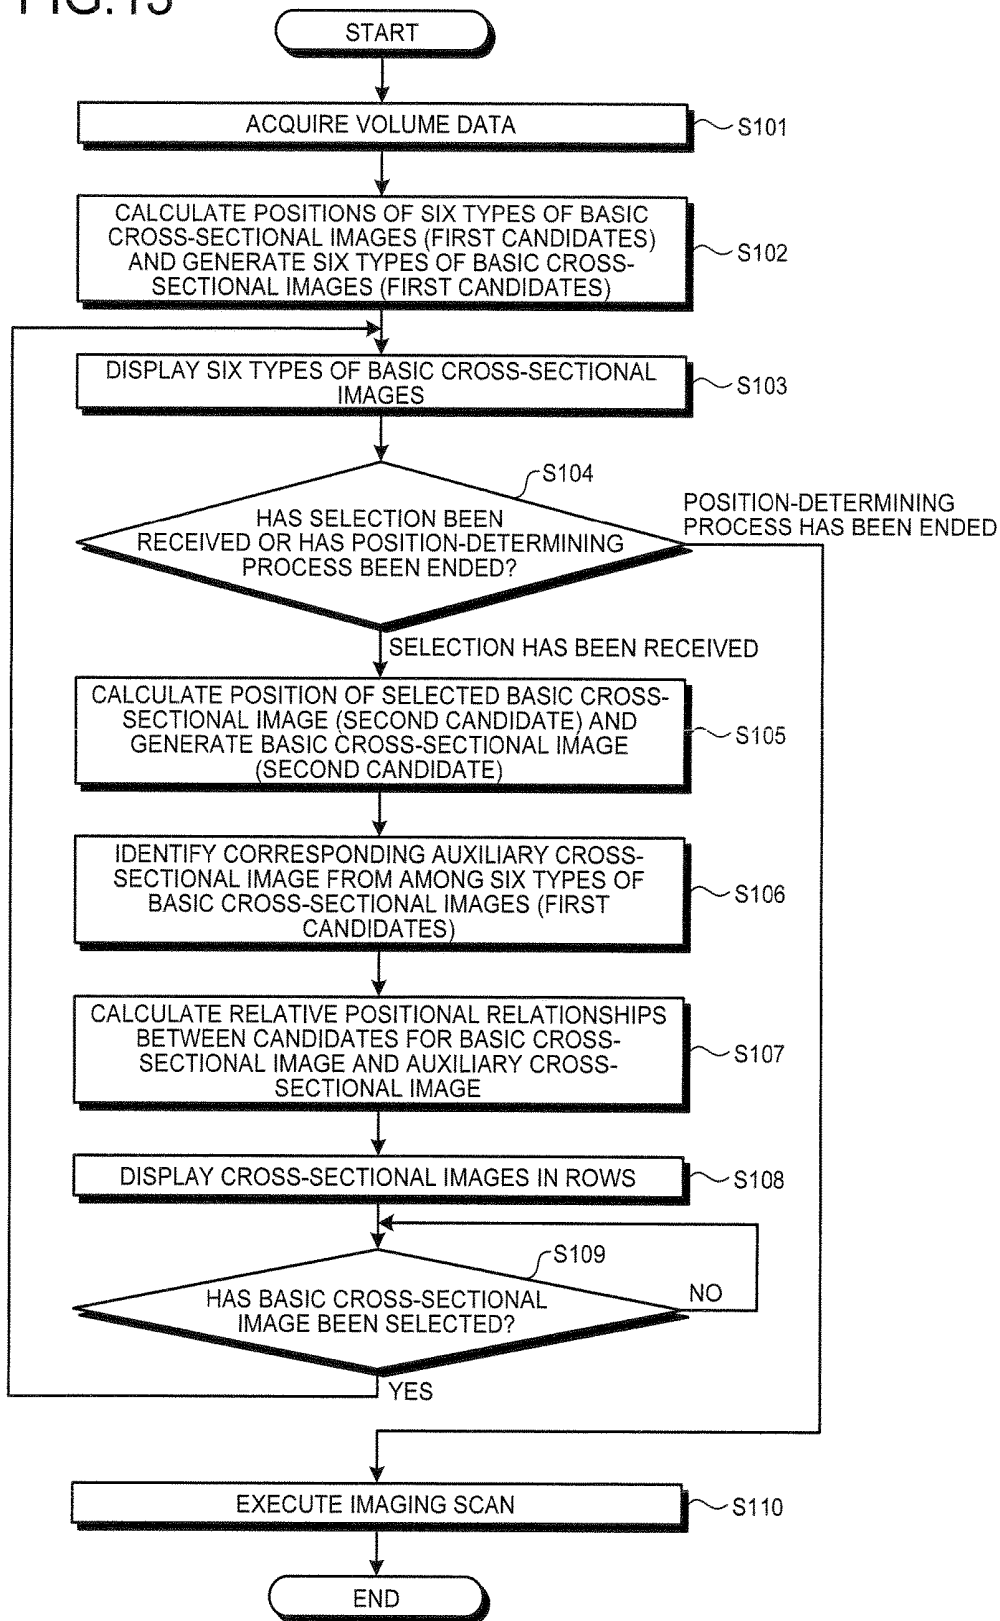 START
ACQUIRE VOLUME DATA
S101
CALCULATE POSITIONS OF SIX TYPES OF BASIC
CROSS-SECTIONAL IMAGES (FIRST CANDIDATES)
AND GENERATE SIX TYPES OF BASIC CROSS-
SECTIONAL IMAGES (FIRST CANDIDATES)
S102
DISPLAY SIX TYPES OF BASIC CROSS-SECTIONAL
IMAGES
S103
S104
HAS SELECTION BEEN
RECEIVED OR HAS POSITION-DETERMINING
PROCESS BEEN ENDED?
POSITION-DETERMINING
PROCESS HAS BEEN ENDED
SELECTION HAS BEEN RECEIVED
CALCULATE POSITION OF SELECTED BASIC CROSS-
SECTIONAL IMAGE (SECOND CANDIDATE) AND
GENERATE BASIC CROSS-SECTIONAL IMAGE
(SECOND CANDIDATE)
S105
IDENTIFY CORRESPONDING AUXILIARY CROSS-
SECTIONAL IMAGE FROM AMONG SIX TYPES OF
BASIC CROSS-SECTIONAL IMAGES (FIRST
CANDIDATES)
S106
CALCULATE RELATIVE POSITIONAL RELATIONSHIPS
BETWEEN CANDIDATES FOR BASIC CROSS-
SECTIONAL IMAGE AND AUXILIARY CROSS-
SECTIONAL IMAGE
S107
DISPLAY CROSS-SECTIONAL IMAGES IN ROWS
S108
S109
HAS BASIC CROSS-SECTIONAL
IMAGE BEEN SELECTED?
NO
YES
EXECUTE IMAGING SCAN
S110
END